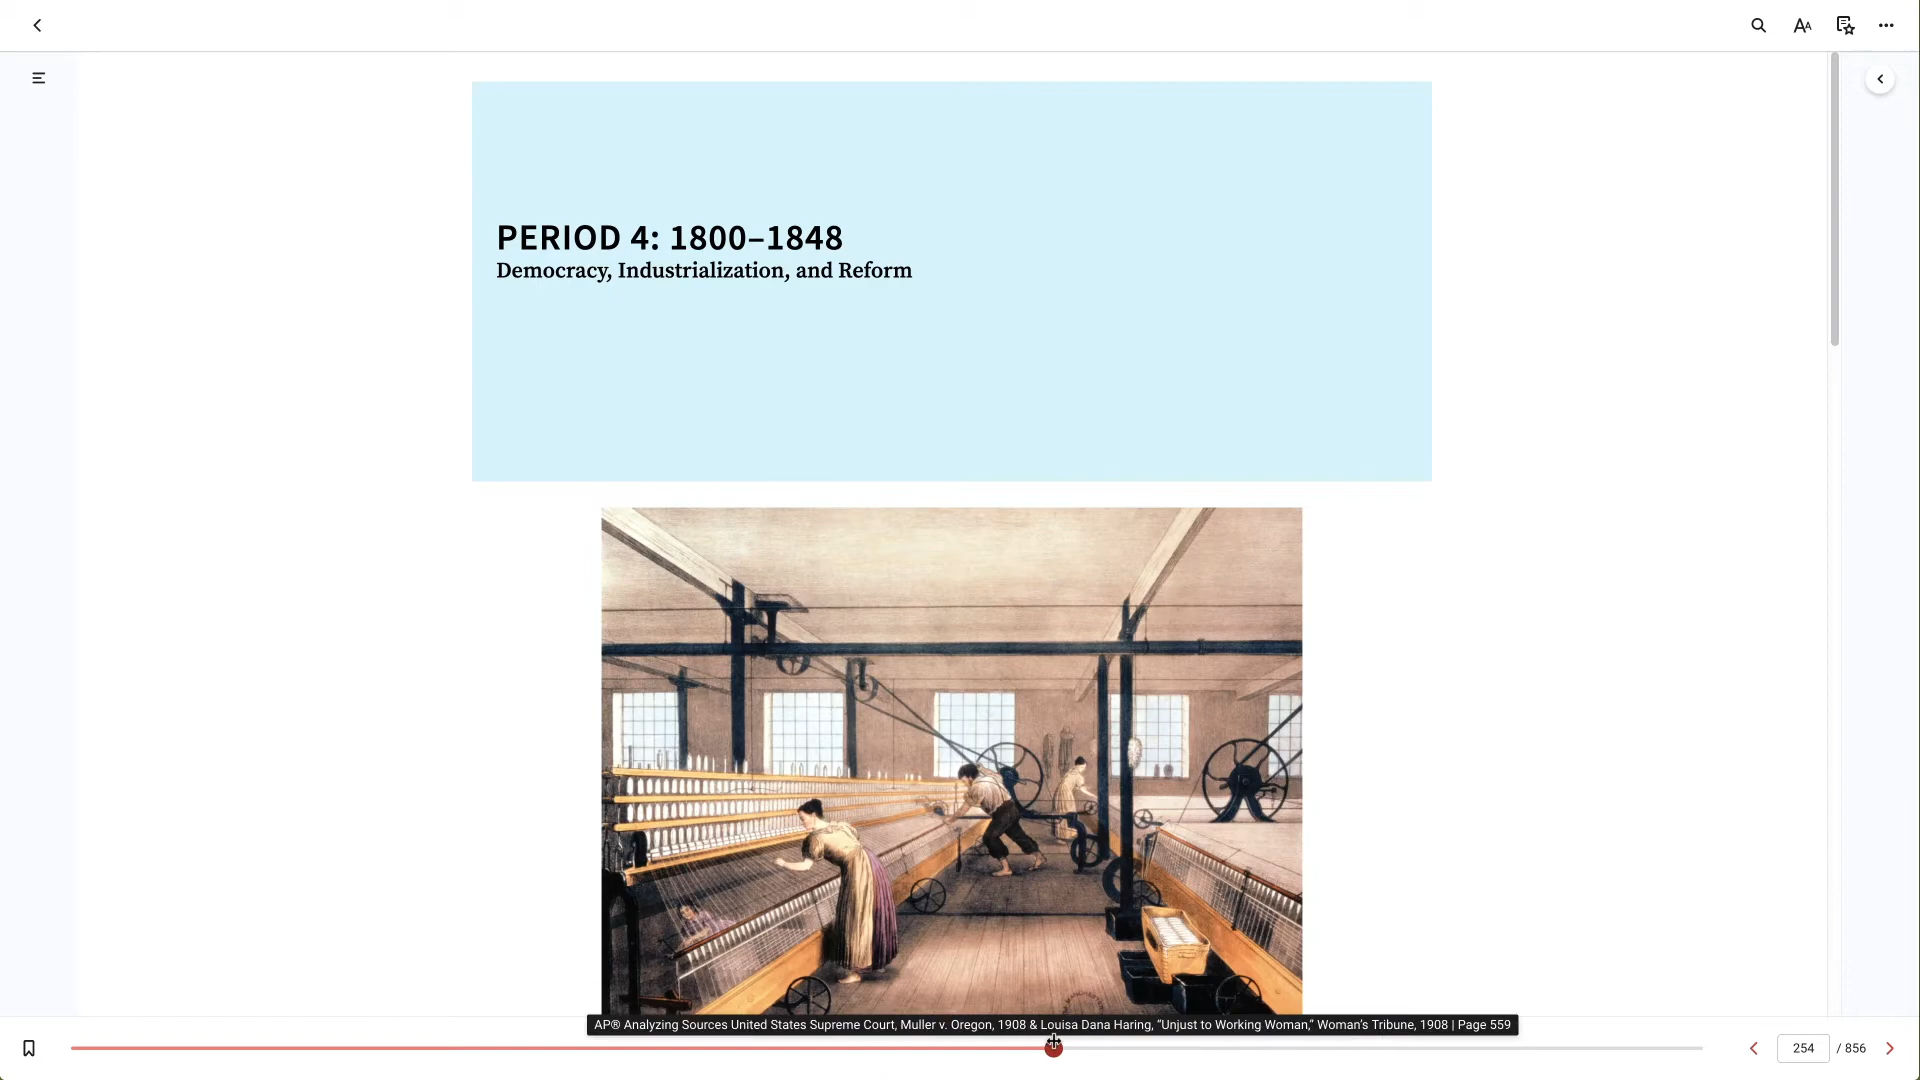 PERIOD 4: 1800–1848
Democracy, Industrialization, and Reform
AP® Analyzing Sources United States Supreme Court, Muller v. Oregon, 1908 & Louisa Dana Haring, “Unjust to Working Woman,” Woman’s Tribune, 1908 | Page 559
254 / 856